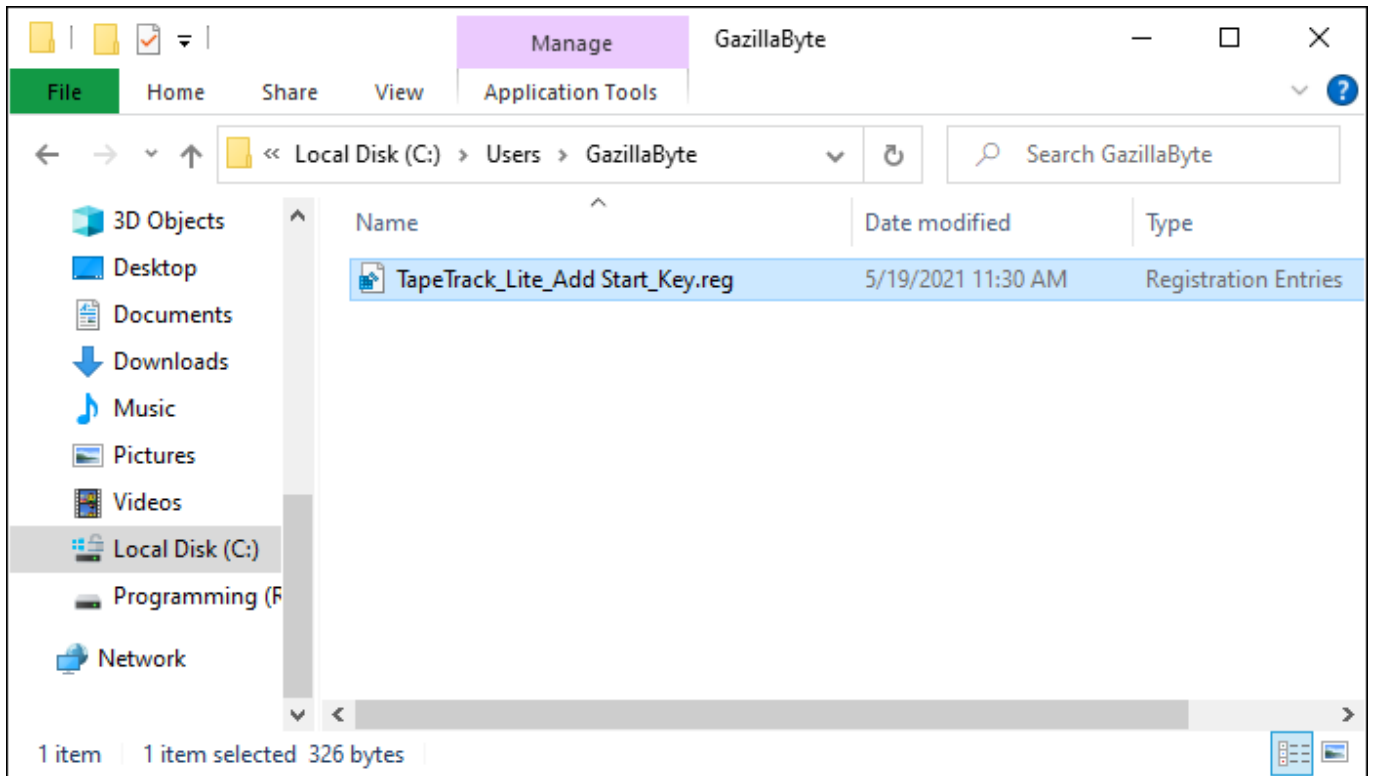 Manage GazillaByte
File Home Share View Application Tools
« Local Disk (C:) › Users › GazillaByte Search GazillaByte
3D Objects
Desktop
Documents
Downloads
Music
Pictures
Videos
Local Disk (C:)
Programming (R
Network
Name Date modified Type
TapeTrack_Lite_Add Start_Key.reg 5/19/2021 11:30 AM Registration Entries
1 item 1 item selected 326 bytes